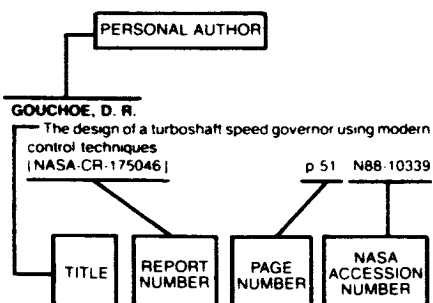 PERSONAL AUTHOR
GOUCHOE, D. R.
The design of a turboshaft speed governor using modern
control techniques
[NASA-CR-175046] p 51 N88-10339
TITLE
REPORT
NUMBER
PAGE
NUMBER
NASA
ACCESSION
NUMBER